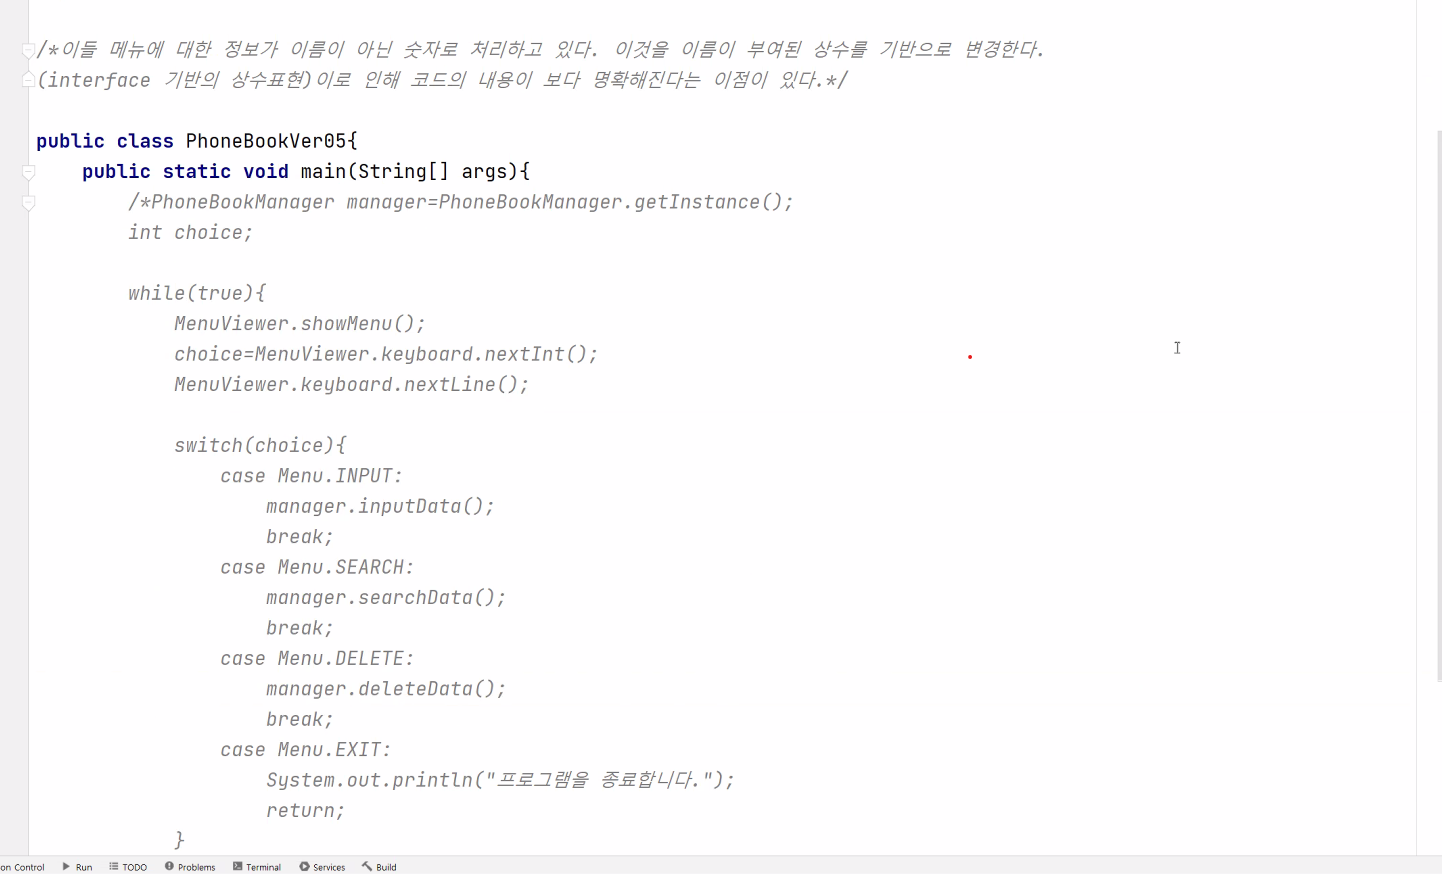 /*이들 메뉴에 대한 정보가 이름이 아닌 숫자로 처리하고 있다. 이것을 이름이 부여된 상수를 기반으로 변경한다.
(interface 기반의 상수표현)이로 인해 코드의 내용이 보다 명확해진다는 이점이 있다.*/
public class PhoneBookVer05{
public static void main(String[] args){
/*PhoneBookManager manager=PhoneBookManager.getInstance();
int choice;
while(true){
MenuViewer.showMenu();
choice=MenuViewer.keyboard.nextInt();
MenuViewer.keyboard.nextLine();
switch(choice){
case Menu.INPUT:
manager.inputData();
break;
case Menu.SEARCH:
manager.searchData();
break;
case Menu.DELETE:
manager.deleteData();
break;
case Menu.EXIT:
System.out.println("프로그램을 종료합니다.");
return;
}
on Control Run TODO Problems Terminal Services Build